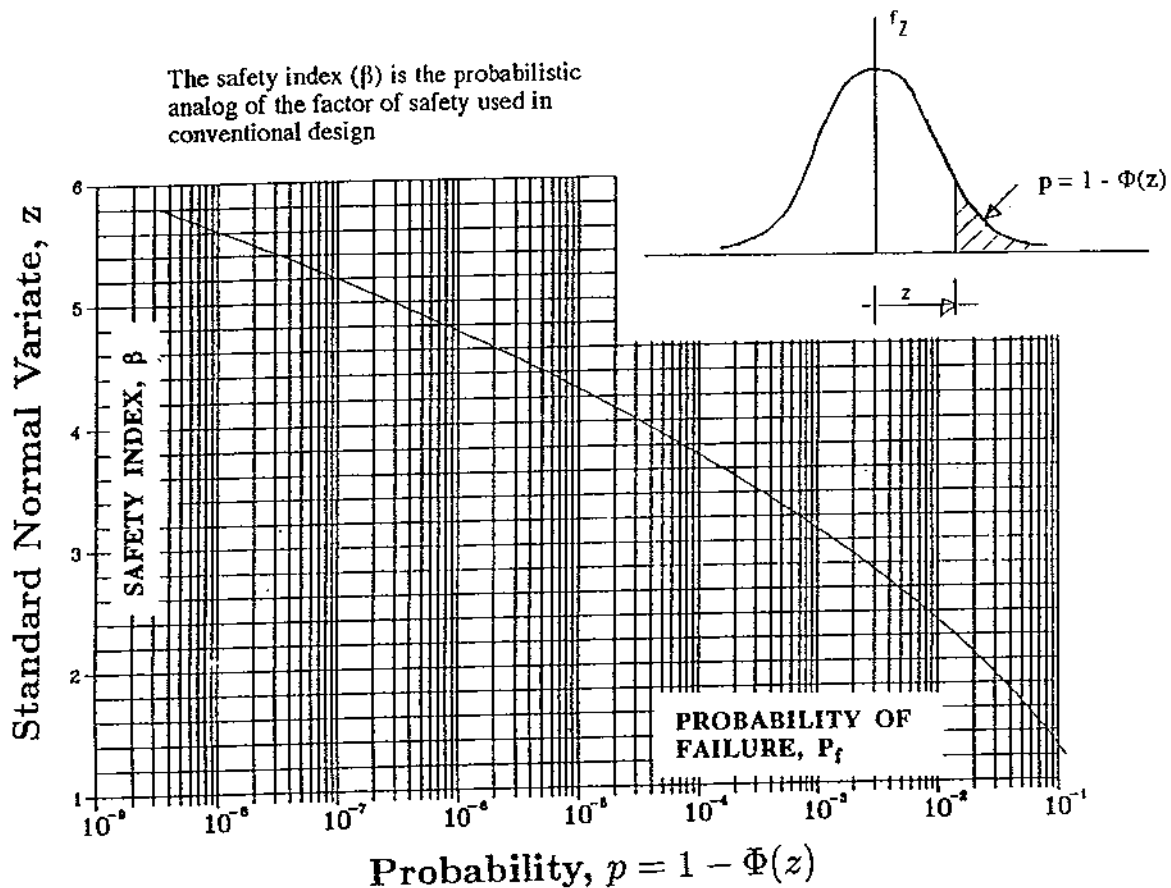 The safety index (β) is the probabilistic
analog of the factor of safety used in
conventional design
f_Z
p = 1 - Φ(z)
z
Standard Normal Variate, z
SAFETY INDEX, β
6
5
4
3
2
1
PROBABILITY OF
FAILURE, P_f
10⁻⁹
10⁻⁸
10⁻⁷
10⁻⁶
10⁻⁵
10⁻⁴
10⁻³
10⁻²
10⁻¹
Probability, p = 1 − Φ(z)